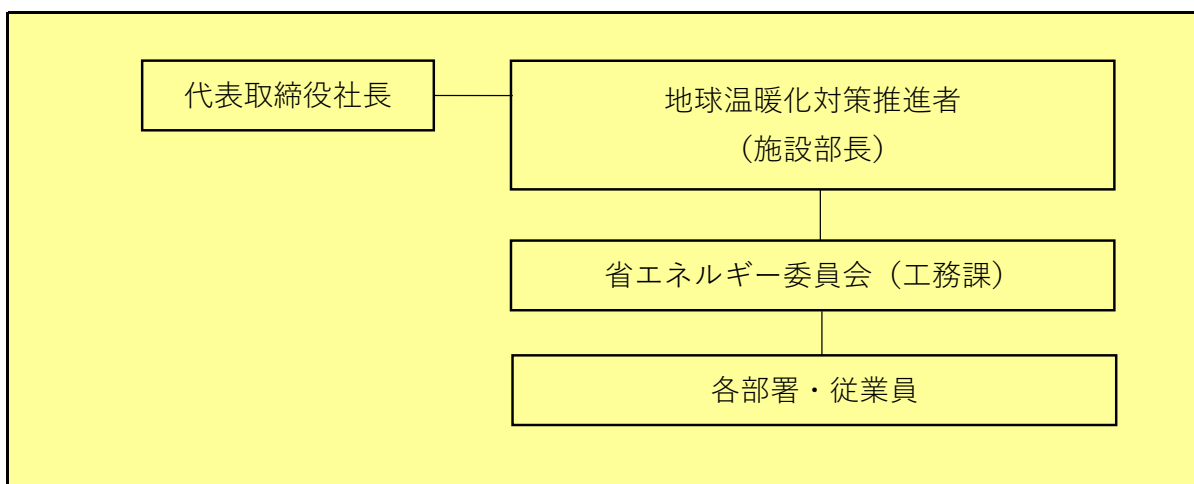 代表取締役社長
地球温暖化対策推進者
（施設部長）
省エネルギー委員会（工務課）
各部署・従業員